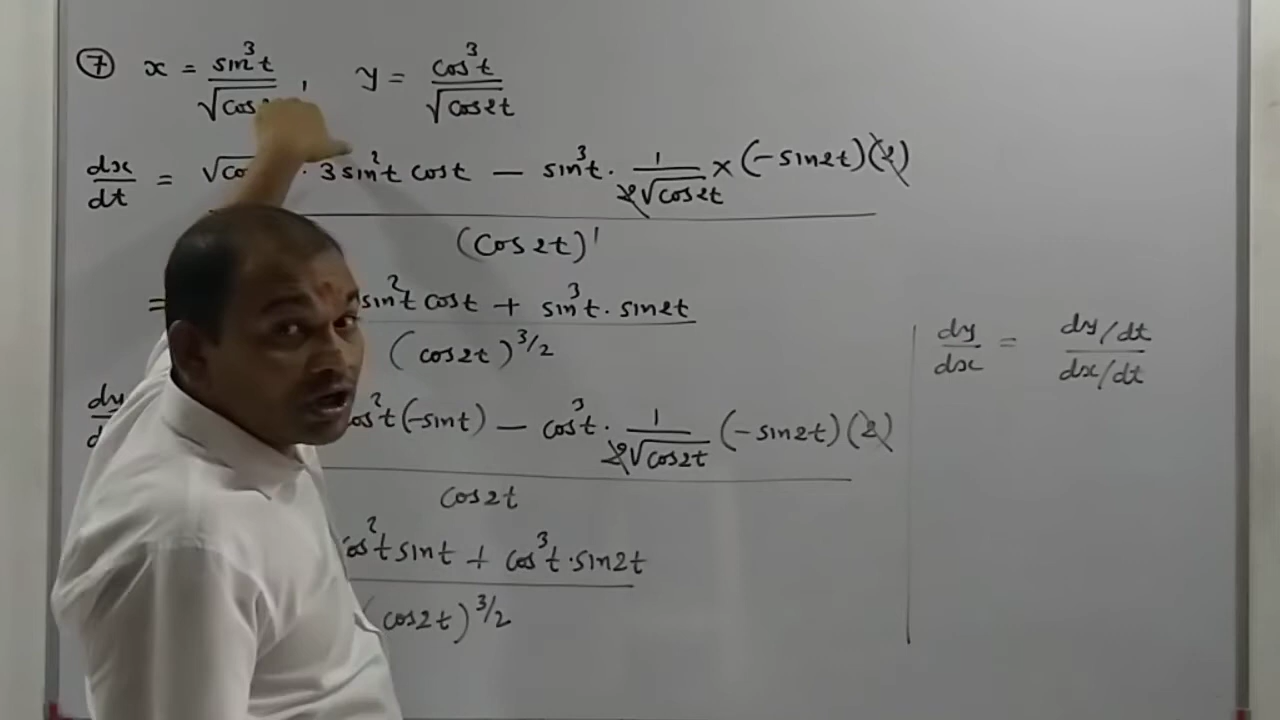 ⑦ x = sin³t / √cos , y = cos³t / √cos2t
dx/dt = √co · 3sin²t cost − sin³t · 1/(2√cos2t) × (−sin2t)(2)
(cos2t)¹
= sin²t cost + sin³t · sin2t
(cos2t)^3/2
dy/dx = dy/dt / dx/dt
dy os²t(−sint) − cos³t · 1/(2√cos2t) (−sin2t)(2)
cos2t
os²t sint + cos³t · sin2t
(cos2t)^3/2